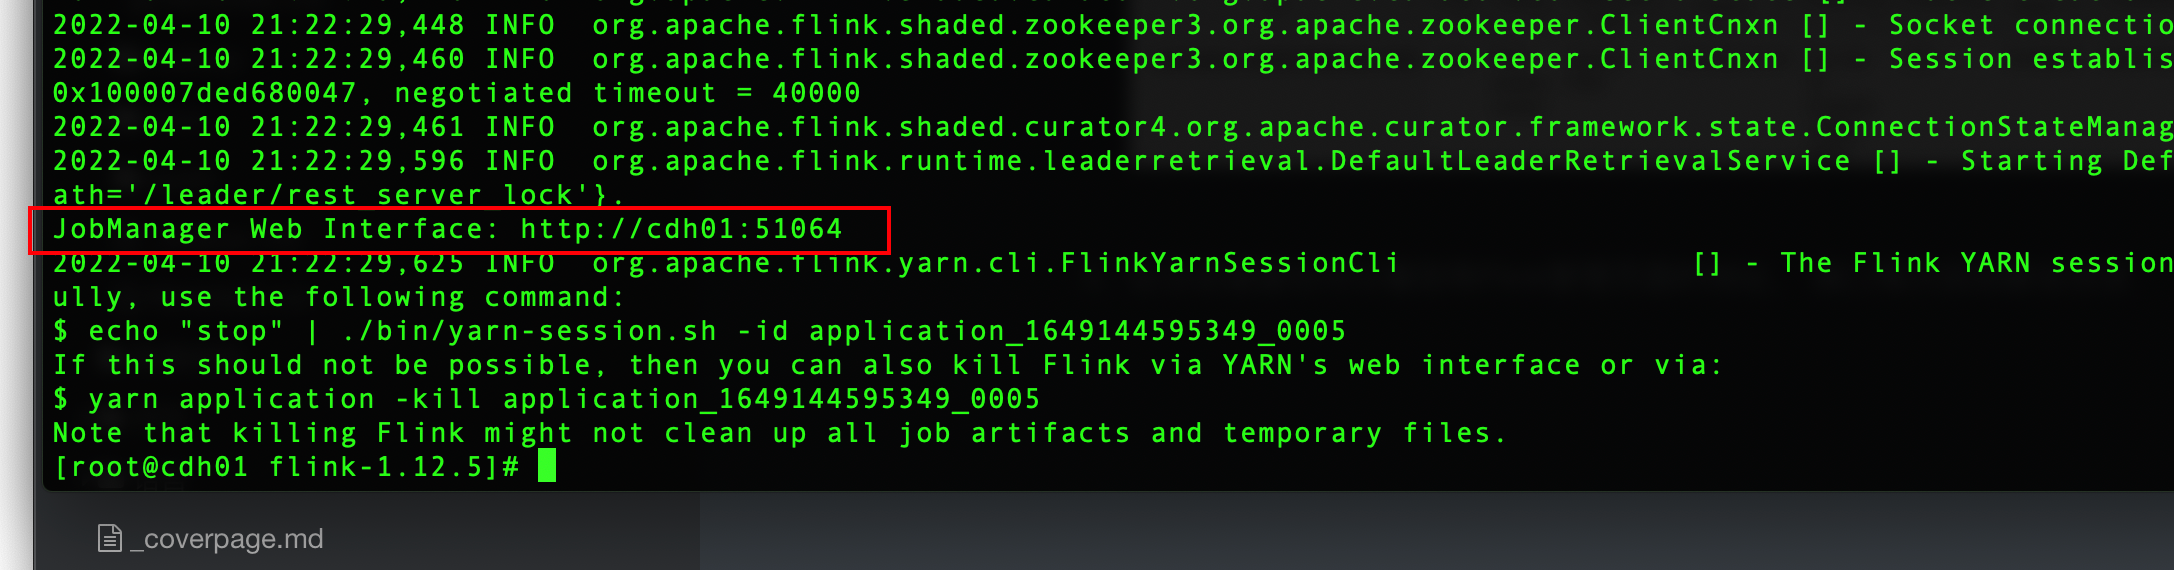 2022-04-10 21:22:29,448 INFO  org.apache.flink.shaded.zookeeper3.org.apache.zookeeper.ClientCnxn [] - Socket connectio
2022-04-10 21:22:29,460 INFO  org.apache.flink.shaded.zookeeper3.org.apache.zookeeper.ClientCnxn [] - Session establis
0x100007ded680047, negotiated timeout = 40000
2022-04-10 21:22:29,461 INFO  org.apache.flink.shaded.curator4.org.apache.curator.framework.state.ConnectionStateManag
2022-04-10 21:22:29,596 INFO  org.apache.flink.runtime.leaderretrieval.DefaultLeaderRetrievalService [] - Starting Def
ath='/leader/rest_server_lock'}.
JobManager Web Interface: http://cdh01:51064
2022-04-10 21:22:29,625 INFO  org.apache.flink.yarn.cli.FlinkYarnSessionCli                [] - The Flink YARN session
ully, use the following command:
$ echo "stop" | ./bin/yarn-session.sh -id application_1649144595349_0005
If this should not be possible, then you can also kill Flink via YARN's web interface or via:
$ yarn application -kill application_1649144595349_0005
Note that killing Flink might not clean up all job artifacts and temporary files.
[root@cdh01 flink-1.12.5]#
_coverpage.md